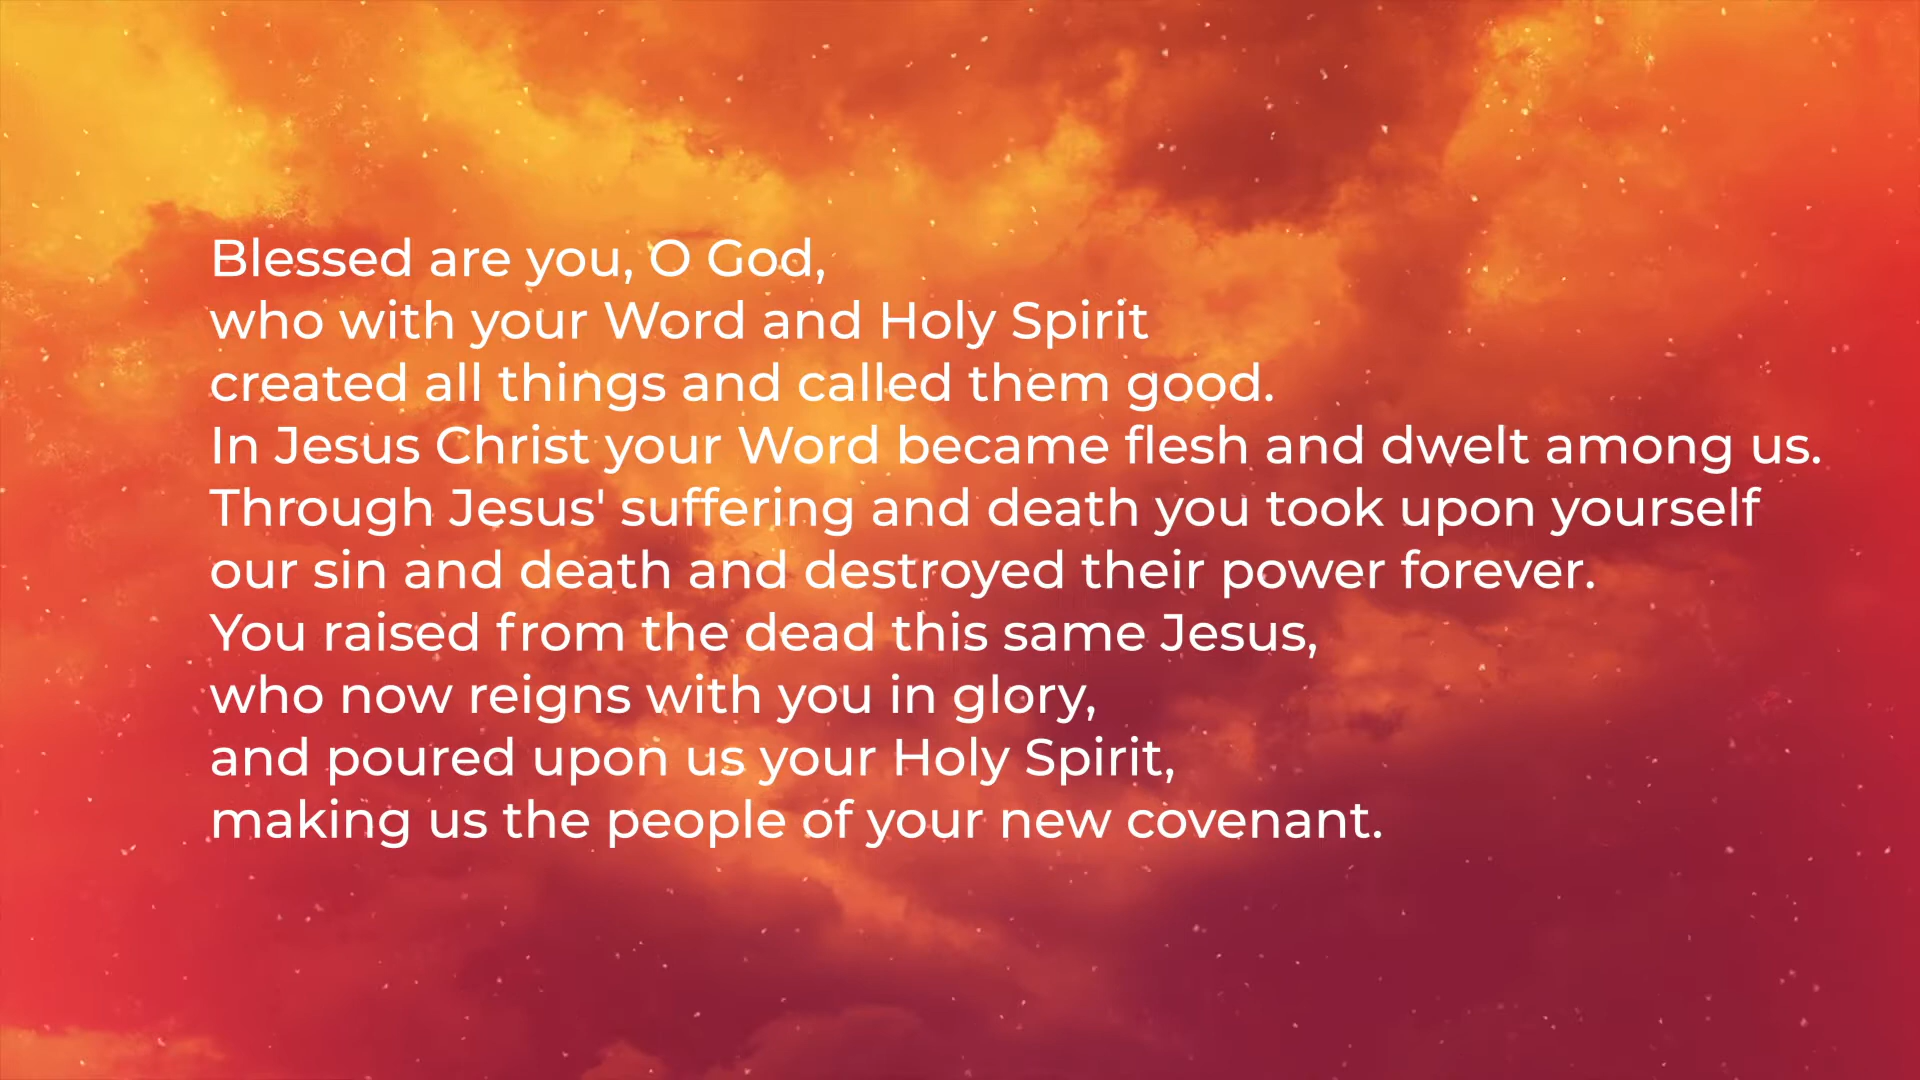 Blessed are you, O God,
who with your Word and Holy Spirit
created all things and called them good.
In Jesus Christ your Word became flesh and dwelt among us.
Through Jesus' suffering and death you took upon yourself
our sin and death and destroyed their power forever.
You raised from the dead this same Jesus,
who now reigns with you in glory,
and poured upon us your Holy Spirit,
making us the people of your new covenant.